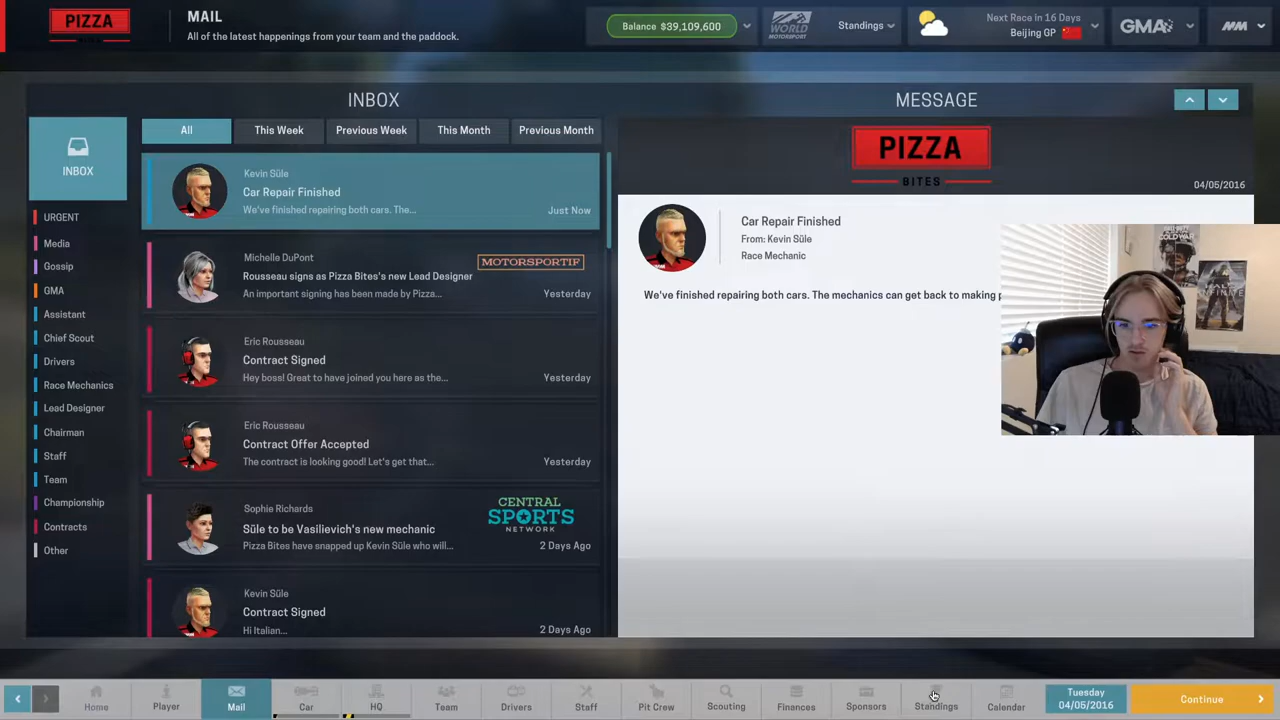 PIZZA
MAIL
All of the latest happenings from your team and the paddock.
Balance $39,109,600
WORLD
MOTORSPORT
Standings
Next Race in 16 Days
Beijing GP
GMA
INBOX
MESSAGE
INBOX
All
This Week
Previous Week
This Month
Previous Month
URGENT
Media
Gossip
GMA
Assistant
Chief Scout
Drivers
Race Mechanics
Lead Designer
Chairman
Staff
Team
Championship
Contracts
Other
Kevin Süle
Car Repair Finished
We've finished repairing both cars. The...
Just Now
Michelle DuPont
MOTORSPORTIF
Rousseau signs as Pizza Bites's new Lead Designer
An important signing has been made by Pizza...
Yesterday
Eric Rousseau
Contract Signed
Hey boss! Great to have joined you here as the...
Yesterday
Eric Rousseau
Contract Offer Accepted
The contract is looking good! Let's get that...
Yesterday
Sophie Richards
CENTRAL
SPORTS
NETWORK
Süle to be Vasilievich's new mechanic
Pizza Bites have snapped up Kevin Süle who will...
2 Days Ago
Kevin Süle
Contract Signed
Hi Italian...
2 Days Ago
PIZZA
BITES
04/05/2016
Car Repair Finished
From: Kevin Süle
Race Mechanic
We've finished repairing both cars. The mechanics can get back to making
COLD WAR
HALO
INFINITE
Home
Player
Mail
Car
HQ
Team
Drivers
Staff
Pit Crew
Scouting
Finances
Sponsors
Standings
Calendar
Tuesday
04/05/2016
Continue